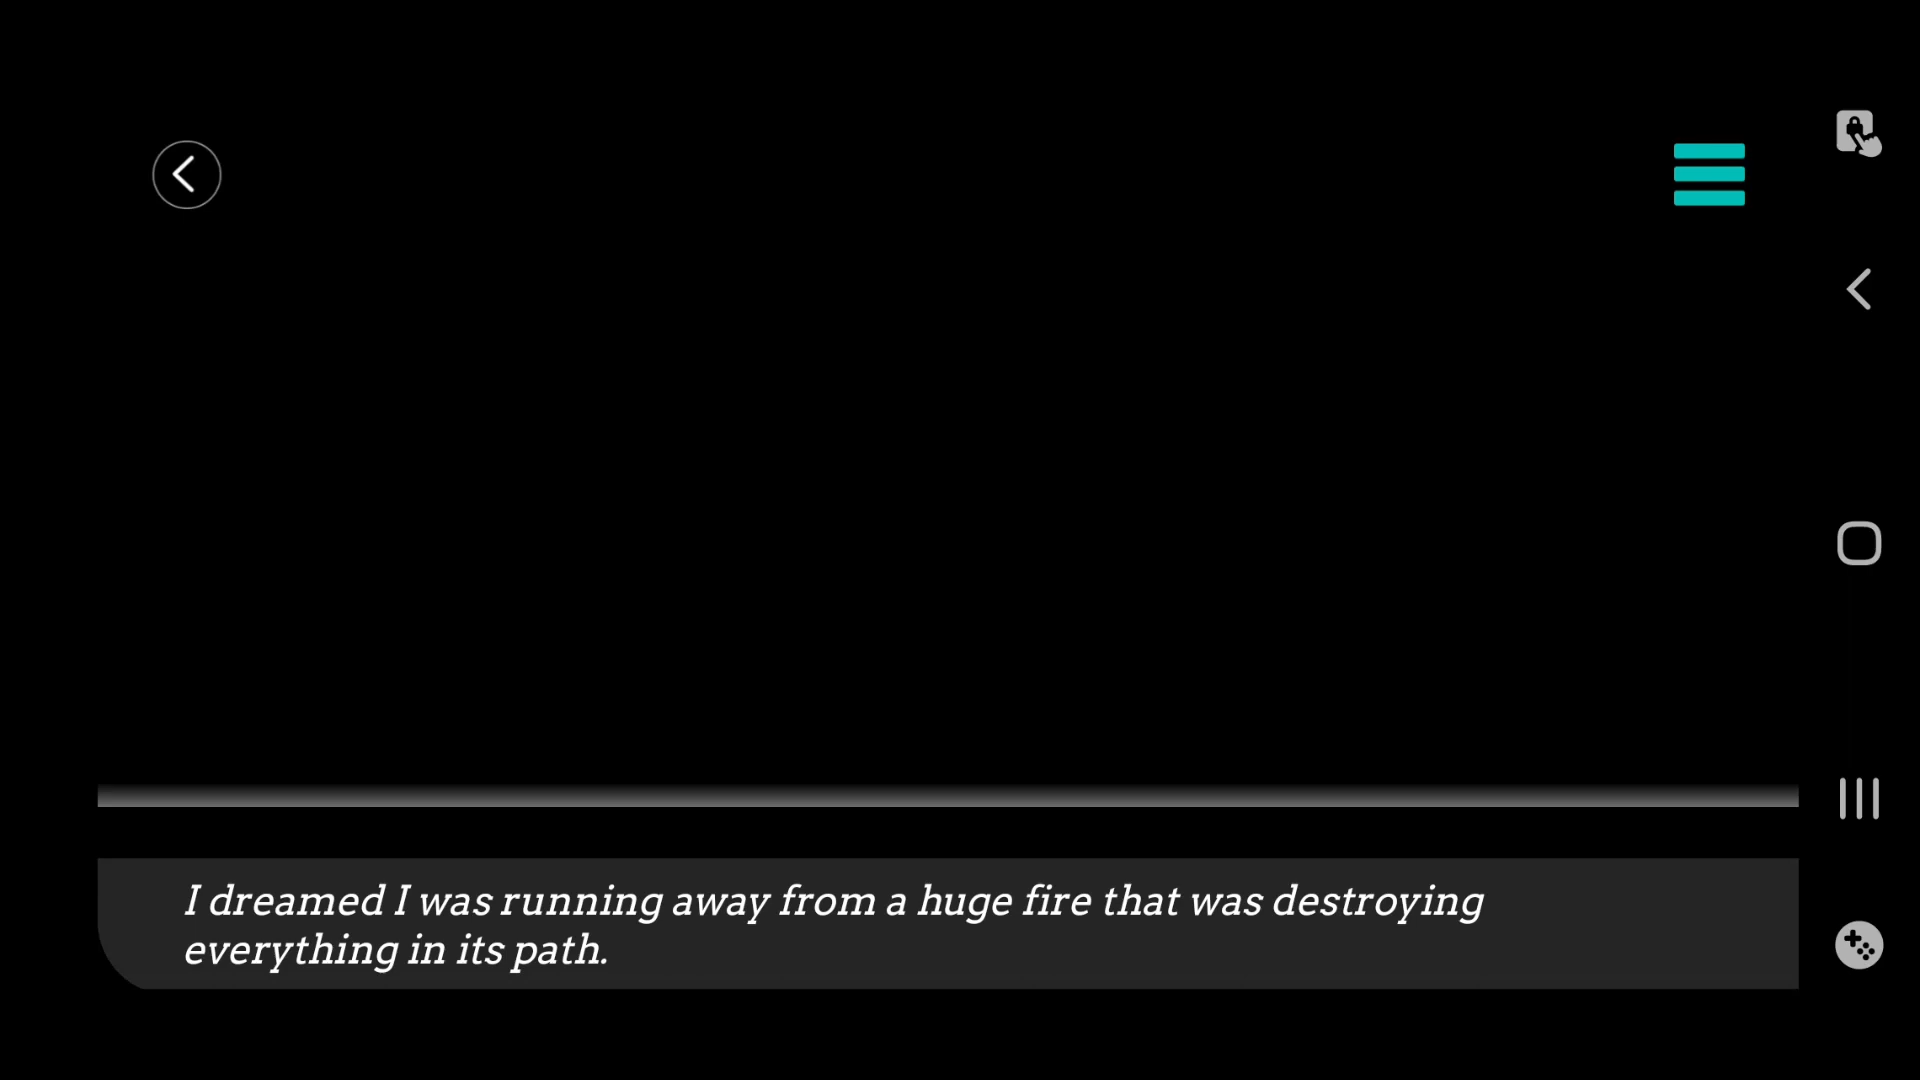 I dreamed I was running away from a huge fire that was destroying
everything in its path.